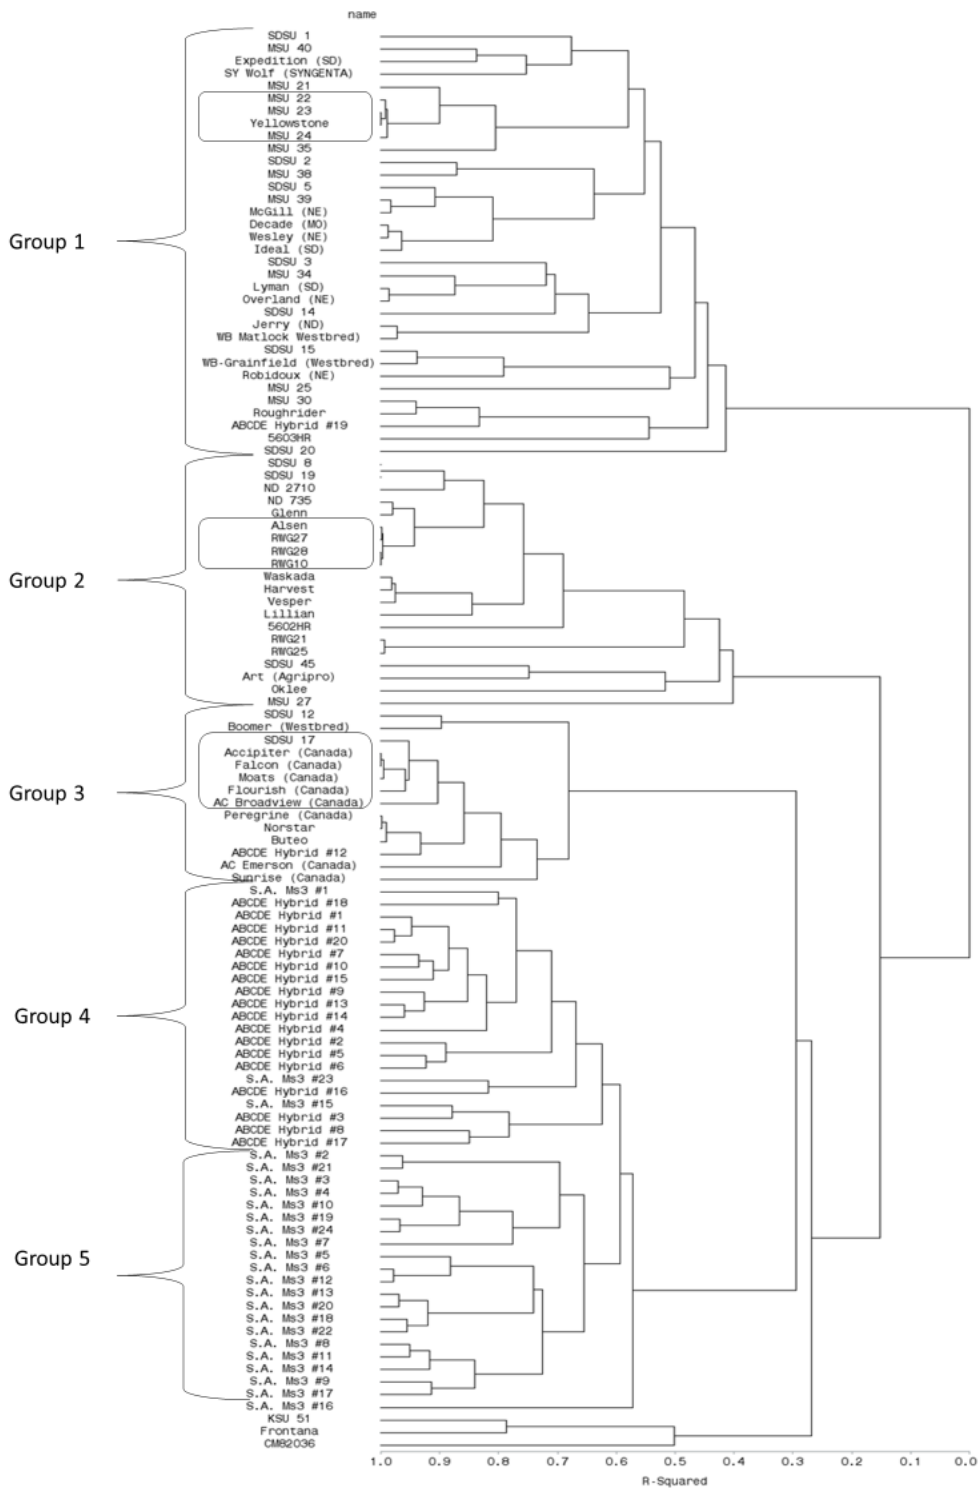 name
SDSU 1
MSU 40
Expedition (SD)
SY Wolf (SYNGENTA)
MSU 21
MSU 22
MSU 23
Yellowstone
MSU 24
MSU 35
SDSU 2
MSU 38
SDSU 5
MSU 39
McGill (NE)
Group 1
Decade (MO)
Wesley (NE)
Ideal (SD)
SDSU 3
MSU 34
Lyman (SD)
Overland (NE)
SDSU 14
Jerry (ND)
WB Matlock Westbred)
SDSU 15
WB-Grainfield (Westbred)
Robidoux (NE)
MSU 25
MSU 30
Roughrider
ABCDE Hybrid #19
5603HR
SDSU 20
SDSU 8
SDSU 19
ND 2710
ND 735
Glenn
Alsen
RWG27
RWG28
RWG10
Group 2
Waskada
Harvest
Vesper
Lillian
5602HR
RWG21
RWG25
SDSU 45
Art (Agripro)
Oklee
MSU 27
SDSU 12
Boomer (Westbred)
SDSU 17
Accipiter (Canada)
Falcon (Canada)
Moats (Canada)
Group 3
Flourish (Canada)
AC Broadview (Canada)
Peregrine (Canada)
Norstar
Buteo
ABCDE Hybrid #12
AC Emerson (Canada)
Sunrise (Canada)
S.A. Ms3 #1
ABCDE Hybrid #18
ABCDE Hybrid #1
ABCDE Hybrid #11
ABCDE Hybrid #20
ABCDE Hybrid #7
ABCDE Hybrid #10
ABCDE Hybrid #15
ABCDE Hybrid #9
ABCDE Hybrid #13
Group 4
ABCDE Hybrid #14
ABCDE Hybrid #4
ABCDE Hybrid #2
ABCDE Hybrid #5
ABCDE Hybrid #6
S.A. Ms3 #23
ABCDE Hybrid #16
S.A. Ms3 #15
ABCDE Hybrid #3
ABCDE Hybrid #8
ABCDE Hybrid #17
S.A. Ms3 #2
S.A. Ms3 #21
S.A. Ms3 #3
S.A. Ms3 #4
S.A. Ms3 #10
S.A. Ms3 #19
S.A. Ms3 #24
S.A. Ms3 #7
Group 5
S.A. Ms3 #5
S.A. Ms3 #6
S.A. Ms3 #12
S.A. Ms3 #13
S.A. Ms3 #20
S.A. Ms3 #18
S.A. Ms3 #22
S.A. Ms3 #8
S.A. Ms3 #11
S.A. Ms3 #14
S.A. Ms3 #9
S.A. Ms3 #17
S.A. Ms3 #16
KSU 51
Frontana
CM82036
1.0 0.9 0.8 0.7 0.6 0.5 0.4 0.3 0.2 0.1 0.0
R-Squared